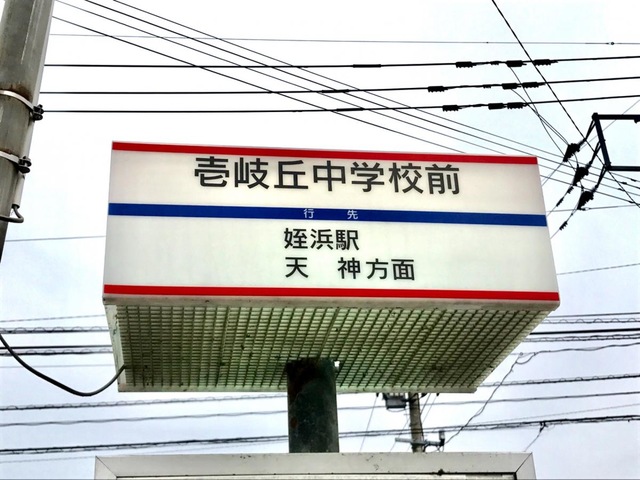 壱岐丘中学校前
行 先
姪浜駅
天 神方面